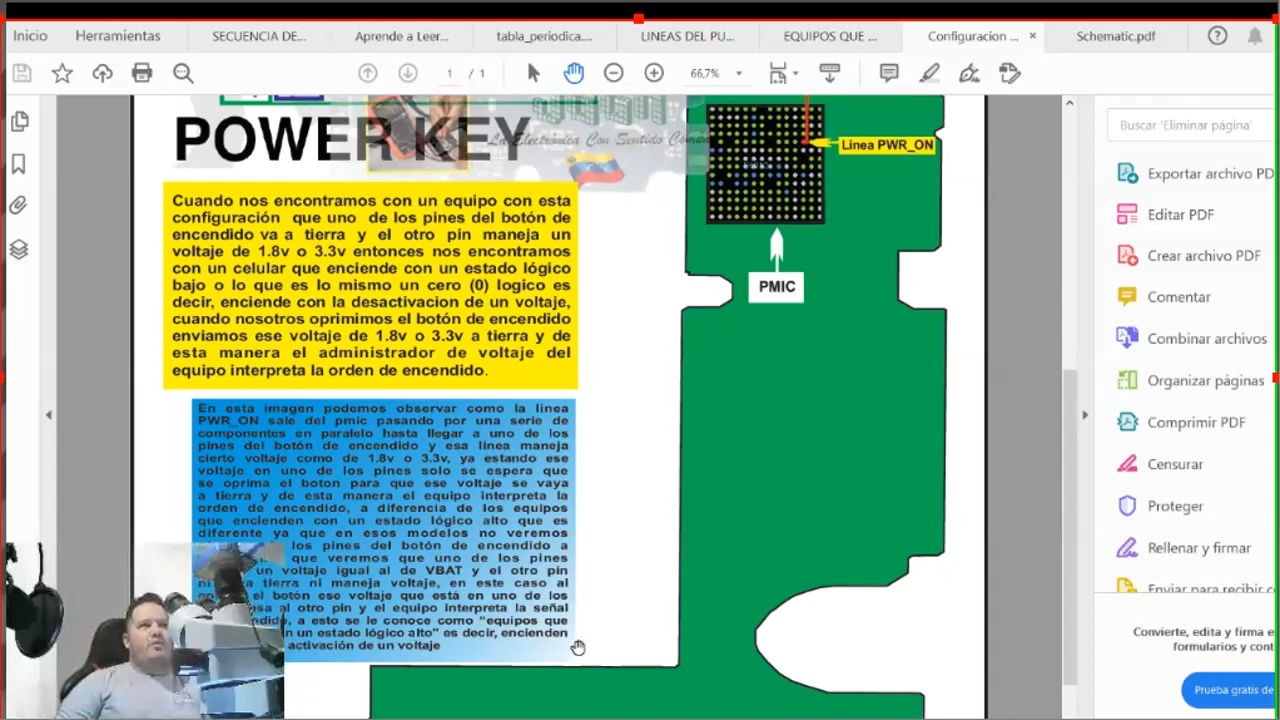 Inicio Herramientas SECUENCIA DE... Aprende a Leer... tabla_periodica.... LINEAS DEL PU... EQUIPOS QUE ... Configuracion ... × Schematic.pdf
1 / 1 66,7%
POWER KEY
La Electrónica Con Sentido Común
Linea PWR_ON
PMIC
Cuando nos encontramos con un equipo con esta
configuración que uno de los pines del botón de
encendido va a tierra y el otro pin maneja un
voltaje de 1.8v o 3.3v entonces nos encontramos
con un celular que enciende con un estado lógico
bajo o lo que es lo mismo un cero (0) logico es
decir, enciende con la desactivacion de un voltaje,
cuando nosotros oprimimos el botón de encendido
enviamos ese voltaje de 1.8v o 3.3v a tierra y de
esta manera el administrador de voltaje del
equipo interpreta la orden de encendido.
En esta imagen podemos observar como la linea
PWR_ON sale del pmic pasando por una serie de
componentes en paralelo hasta llegar a uno de los
pines del botón de encendido y esa linea maneja
cierto voltaje como de 1.8v o 3.3v, ya estando ese
voltaje en uno de los pines solo se espera que
se oprima el boton para que ese voltaje se vaya
a tierra y de esta manera el equipo interpreta la
orden de encendido, a diferencia de los equipos
que encienden con un estado lógico alto que es
diferente ya que en esos modelos no veremos
los pines del botón de encendido a
que veremos que uno de los pines
un voltaje igual al de VBAT y el otro pin
a tierra ni maneja voltaje, en este caso al
el botón ese voltaje que está en uno de los
al otro pin y el equipo interpreta la señal
a esto se le conoce como "equipos que
n un estado lógico alto" es decir, encienden
activación de un voltaje
Buscar 'Eliminar página'
Exportar archivo PD
Editar PDF
Crear archivo PDF
Comentar
Combinar archivos
Organizar páginas
Comprimir PDF
Censurar
Proteger
Rellenar y firmar
Enviar para recibir c
Convierte, edita y firma e
formularios y cont
Prueba gratis de